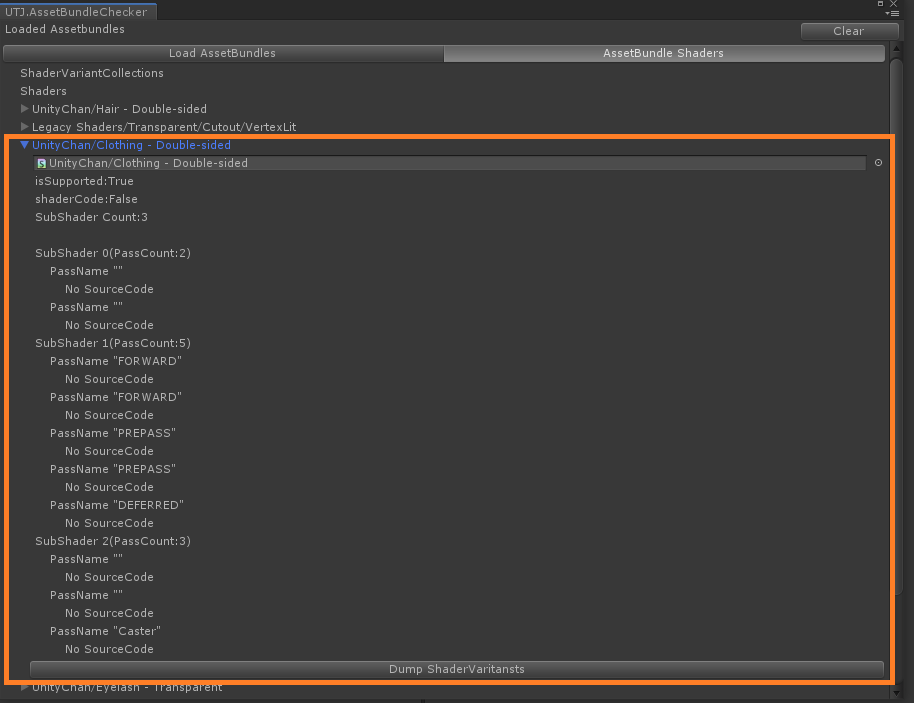 UTJ.AssetBundleChecker
Loaded Assetbundles
Clear
Load AssetBundles
AssetBundle Shaders
ShaderVariantCollections
Shaders
UnityChan/Hair - Double-sided
Legacy Shaders/Transparent/Cutout/VertexLit
UnityChan/Clothing - Double-sided
UnityChan/Clothing - Double-sided
isSupported:True
shaderCode:False
SubShader Count:3
SubShader 0(PassCount:2)
PassName ""
No SourceCode
PassName ""
No SourceCode
SubShader 1(PassCount:5)
PassName "FORWARD"
No SourceCode
PassName "FORWARD"
No SourceCode
PassName "PREPASS"
No SourceCode
PassName "PREPASS"
No SourceCode
PassName "DEFERRED"
No SourceCode
SubShader 2(PassCount:3)
PassName ""
No SourceCode
PassName ""
No SourceCode
PassName "Caster"
No SourceCode
Dump ShaderVaritansts
UnityChan/Eyelash - Transparent